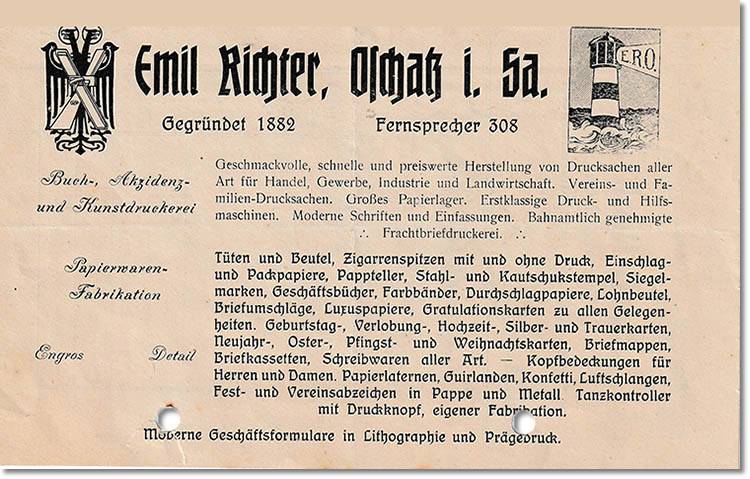 Emil Richter, Oschatz i. Sa.
E.R.O.
Gegründet 1882 Fernsprecher 308
Buch-, Akzidenz-
und Kunstdruckerei
Geschmackvolle, schnelle und preiswerte Herstellung von Drucksachen aller
Art für Handel, Gewerbe, Industrie und Landwirtschaft. Vereins- und Fa-
milien-Drucksachen. Großes Papierlager. Erstklassige Druck- und Hilfs-
maschinen. Moderne Schriften und Einfassungen. Bahnamtlich genehmigte
∴ Frachtbriefdruckerei. ∴
Papierwaren-
Fabrikation
Engros Detail
Tüten und Beutel, Zigarrenspitzen mit und ohne Druck, Einschlag-
und Packpapiere, Pappteller, Stahl- und Kautschukstempel, Siegel-
marken, Geschäftsbücher, Farbbänder, Durchschlagpapiere, Lohnbeutel,
Briefumschläge, Luxuspapiere, Gratulationskarten zu allen Gelegen-
heiten. Geburtstag-, Verlobung-, Hochzeit-, Silber- und Trauerkarten,
Neujahr-, Oster-, Pfingst- und Weihnachtskarten, Briefmappen,
Briefkassetten, Schreibwaren aller Art. — Kopfbedeckungen für
Herren und Damen. Papierlaternen, Guirlanden, Konfetti, Luftschlangen,
Fest- und Vereinsabzeichen in Pappe und Metall. Tanzkontroller
mit Druckknopf, eigener Fabrikation.
Moderne Geschäftsformulare in Lithographie und Prägedruck.